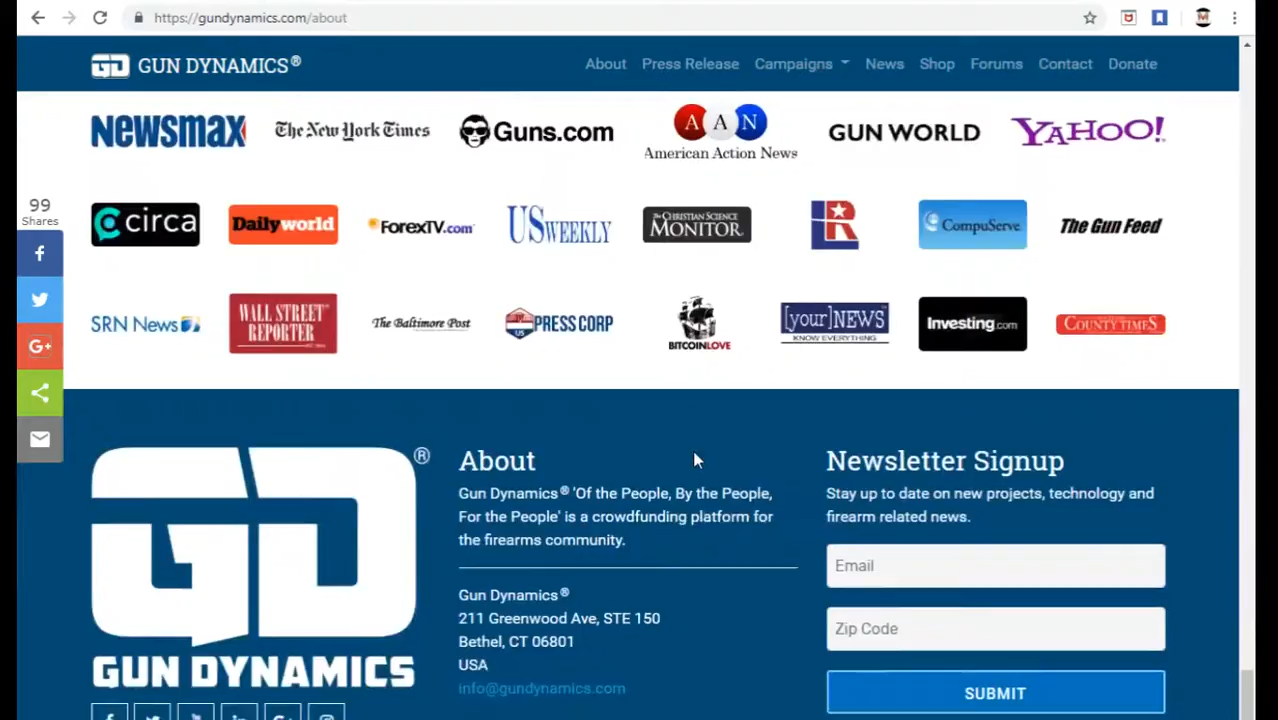 https://gundynamics.com/about
GD GUN DYNAMICS® About Press Release Campaigns News Shop Forums Contact Donate
Newsmax The New York Times Guns.com AAN American Action News GUN WORLD YAHOO!
99
Shares
circa Dailyworld ForexTV.com US WEEKLY The CHRISTIAN SCIENCE MONITOR R CompuServe The Gun Feed
SRN News WALL STREET REPORTER The Baltimore Post US PRESS CORP BITCOINLOVE [your]NEWS KNOW EVERYTHING Investing.com COUNTY TIMES
GD®
GUN DYNAMICS
About
Gun Dynamics® 'Of the People, By the People,
For the People' is a crowdfunding platform for
the firearms community.
Gun Dynamics®
211 Greenwood Ave, STE 150
Bethel, CT 06801
USA
info@gundynamics.com
Newsletter Signup
Stay up to date on new projects, technology and
firearm related news.
Email
Zip Code
SUBMIT